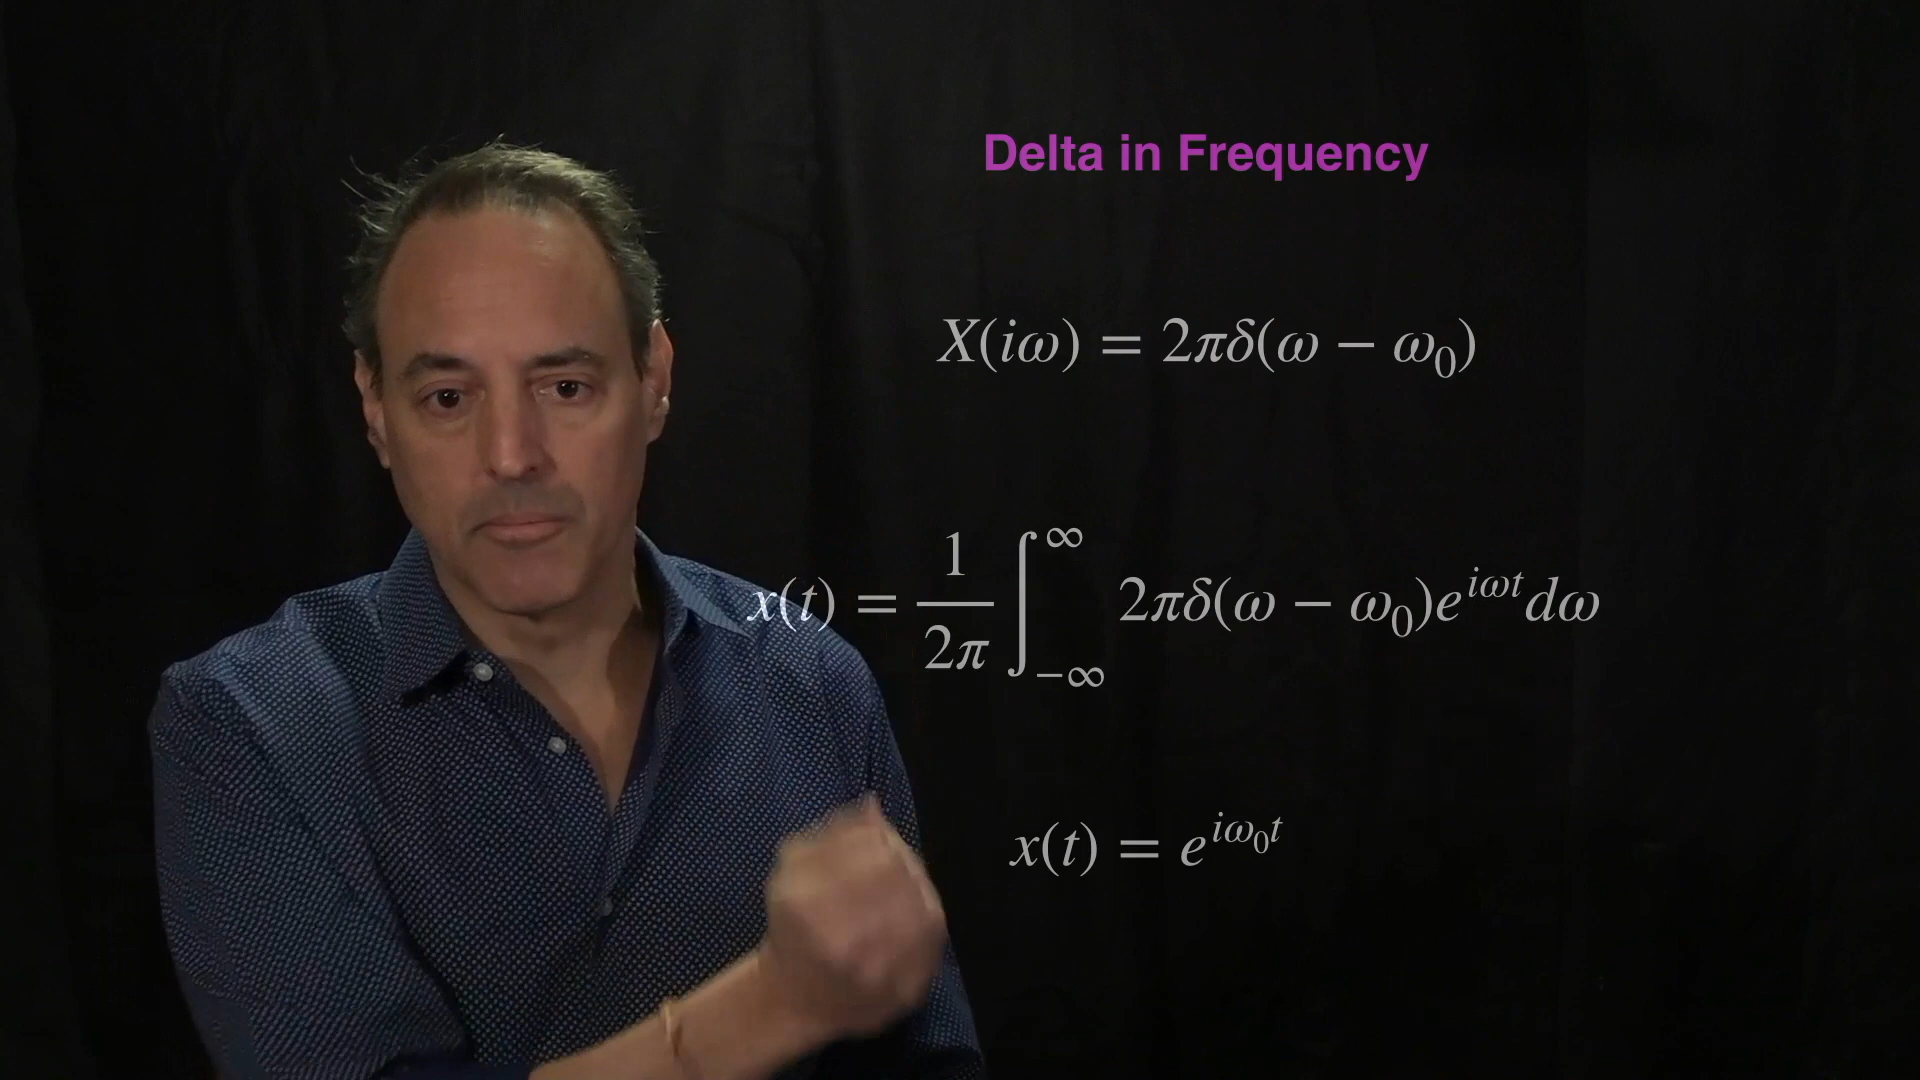 Delta in Frequency
X(iω) = 2πδ(ω − ω₀)
x(t) = 1/2π ∫_{−∞}^{∞} 2πδ(ω − ω₀)e^{iωt}dω
x(t) = e^{iω₀t}